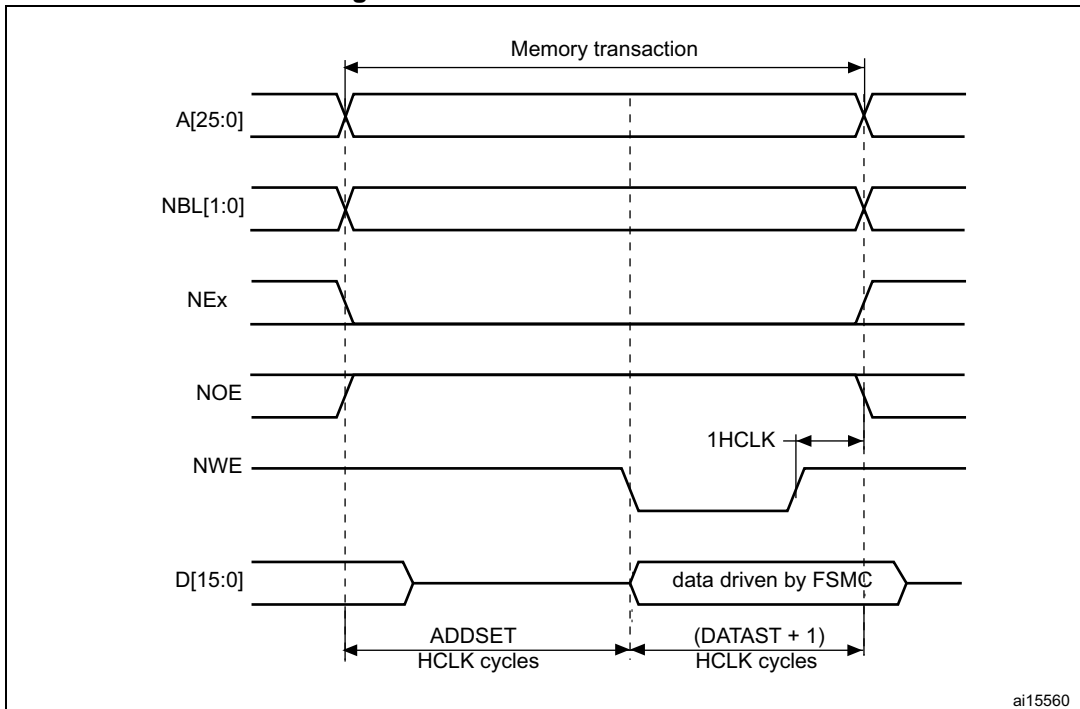 Memory transaction
A[25:0]
NBL[1:0]
NEx
NOE
1HCLK
NWE
D[15:0]
data driven by FSMC
ADDSET
HCLK cycles
(DATAST + 1)
HCLK cycles
ai15560